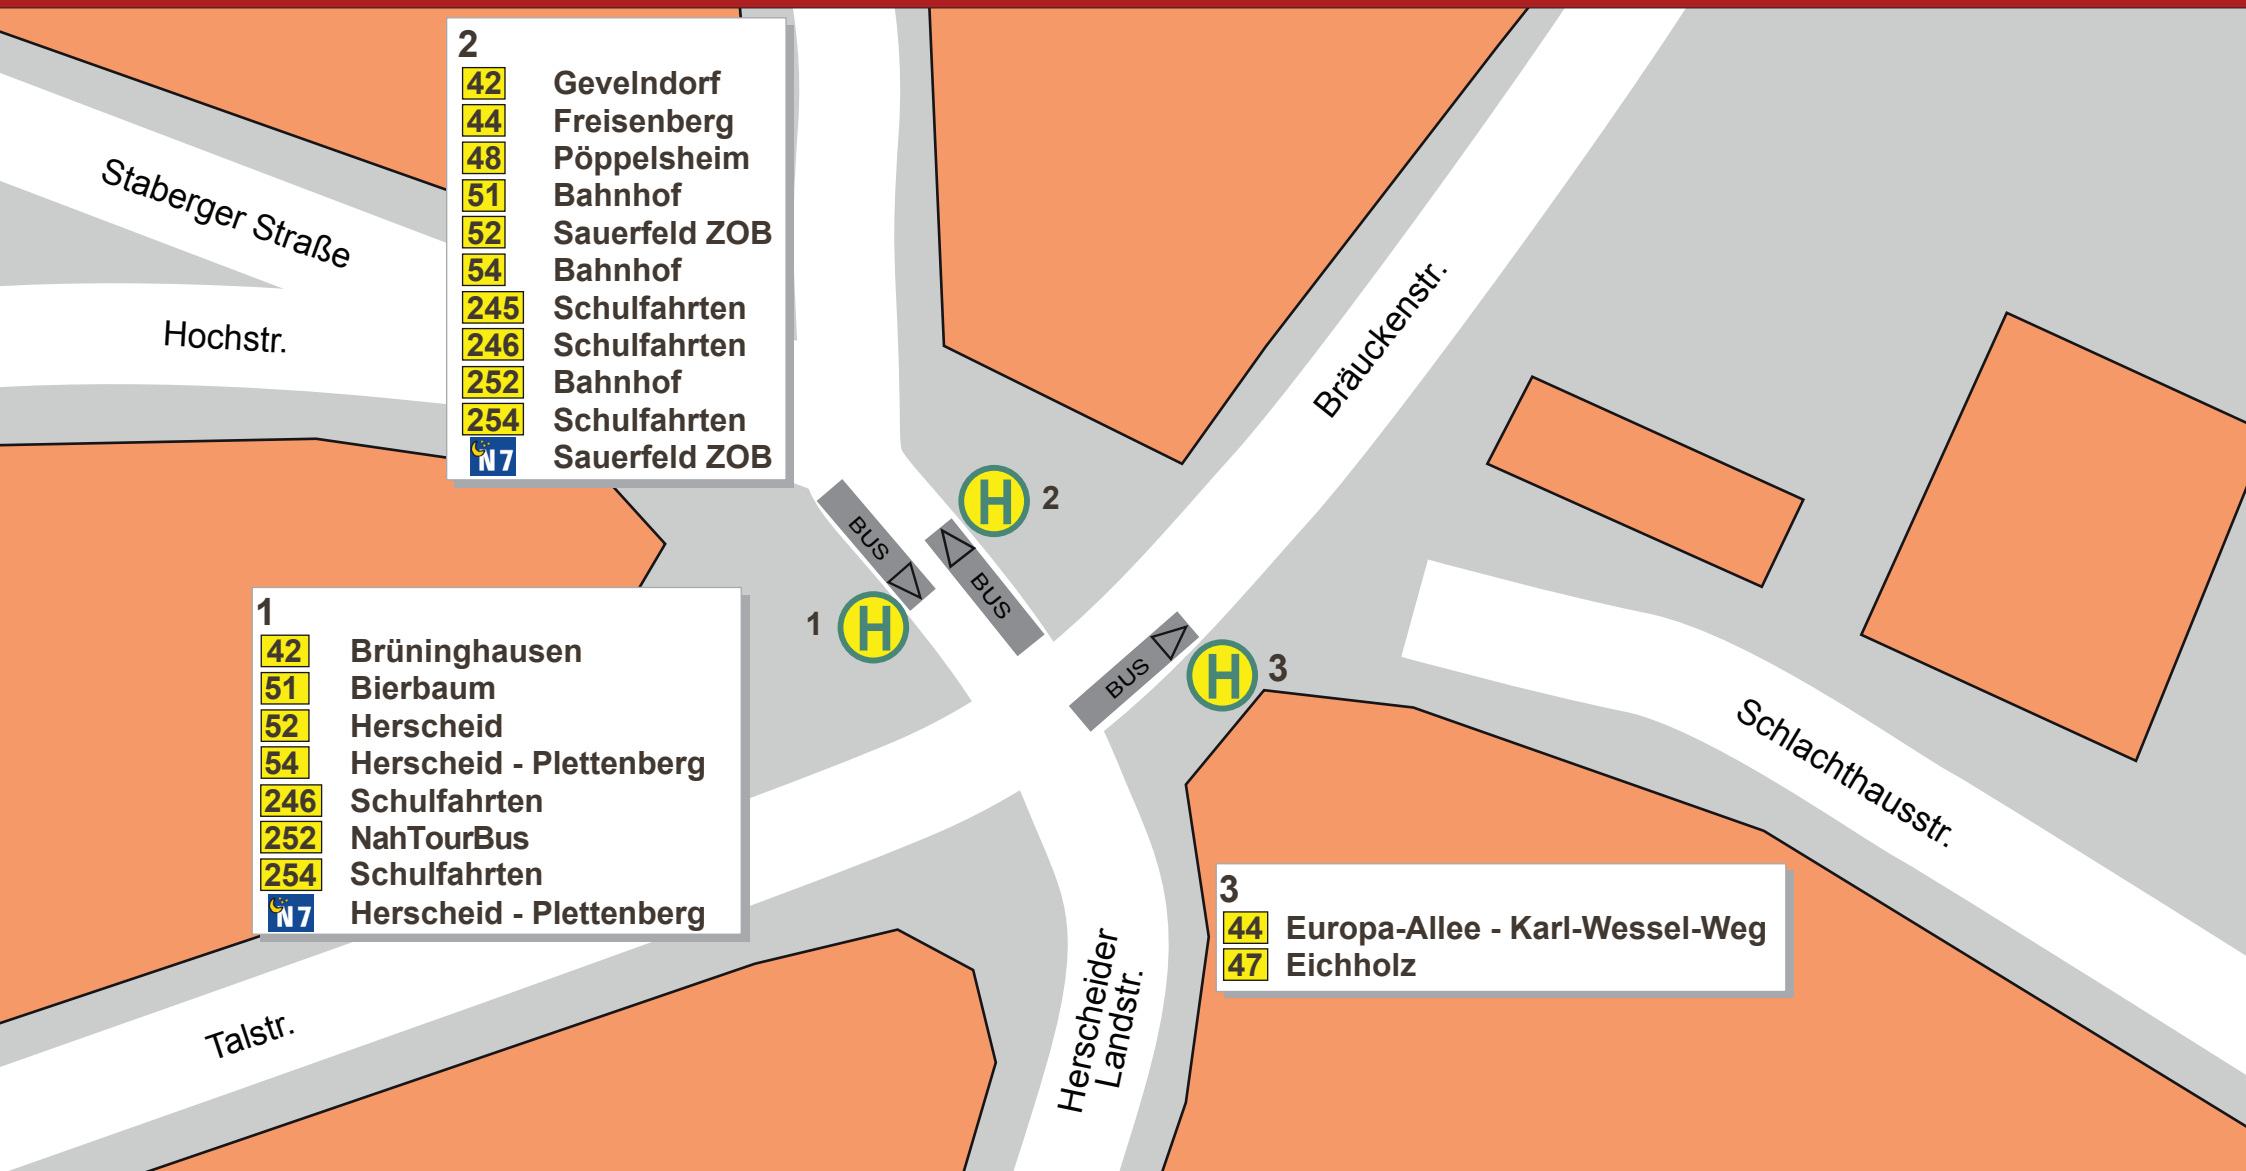 2
42 Gevelndorf
44 Freisenberg
48 Pöppelsheim
51 Bahnhof
52 Sauerfeld ZOB
54 Bahnhof
245 Schulfahrten
246 Schulfahrten
252 Bahnhof
254 Schulfahrten
N7 Sauerfeld ZOB
Staberger Straße
Hochstr.
Bräuckenstr.
BUS
H 2
BUS
1 H
BUS
H 3
1
42 Brüninghausen
51 Bierbaum
52 Herscheid
54 Herscheid - Plettenberg
246 Schulfahrten
252 NahTourBus
254 Schulfahrten
N7 Herscheid - Plettenberg
Schlachthausstr.
3
44 Europa-Allee - Karl-Wessel-Weg
47 Eichholz
Talstr.
Herscheider
Landstr.